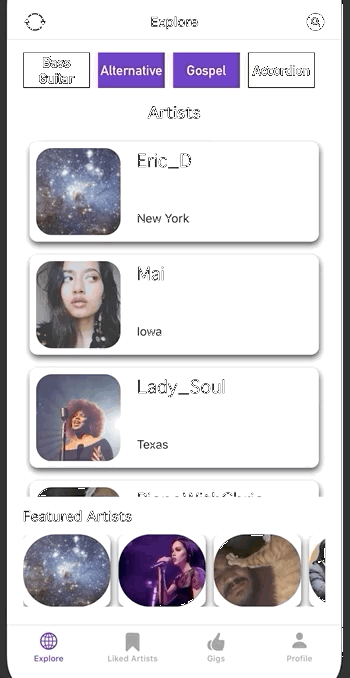 Explore
Bass
Guitar
Alternative
Gospel
Accordion
Artists
Eric_D
New York
Mai
Iowa
Lady_Soul
Texas
Featured Artists
Explore
Liked Artists
Gigs
Profile